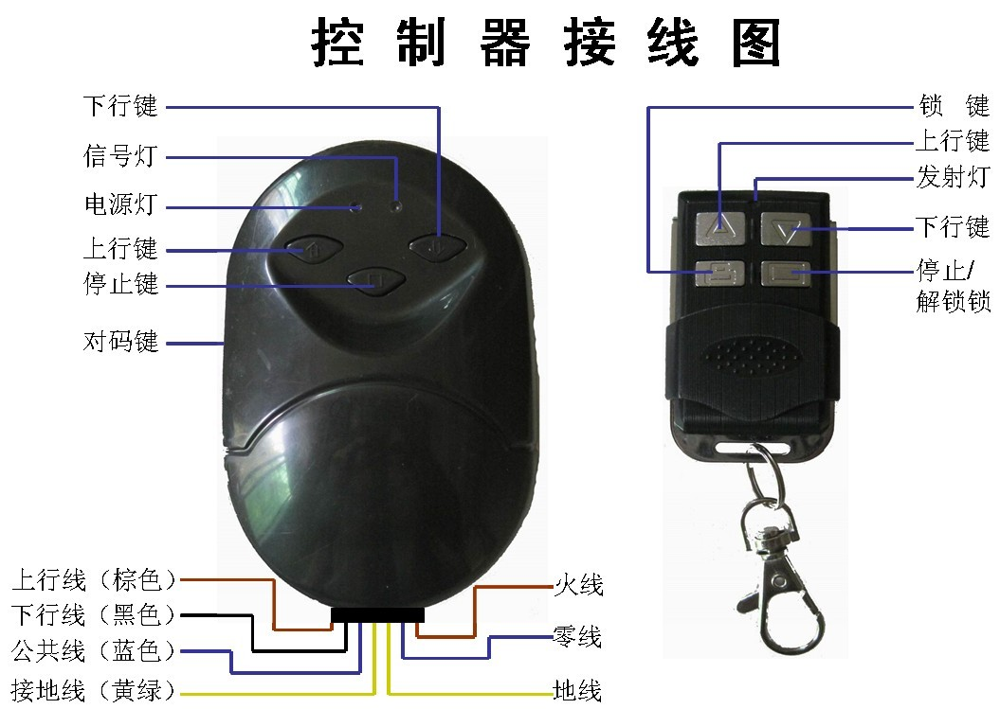 控制器接线图
下行键
信号灯
电源灯
上行键
停止键
对码键
锁 键
上行键
发射灯
下行键
停止/
解锁锁
上行线（棕色）
下行线（黑色）
公共线（蓝色）
接地线（黄绿）
火线
零线
地线